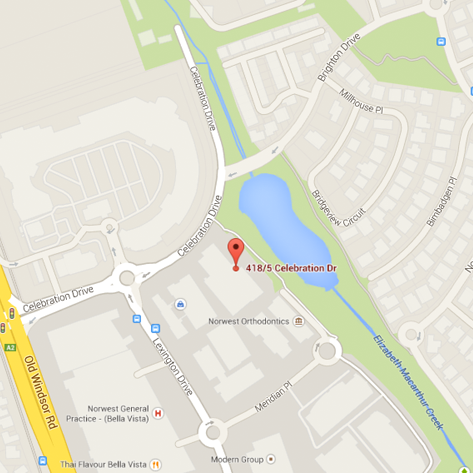 Celebration Drive
Brighton Drive
Millhouse Pl
Bridgeview Circuit
Bimbadgen Pl
Celebration Drive
418/5 Celebration Dr
Celebration Drive
Norwest Orthodontics
A2
Old Windsor Rd
Lexington Drive
Elizabeth Macarthur Creek
Meridian Pl
Norwest General
Practice - (Bella Vista)
H
Thai Flavour Bella Vista
Modern Group